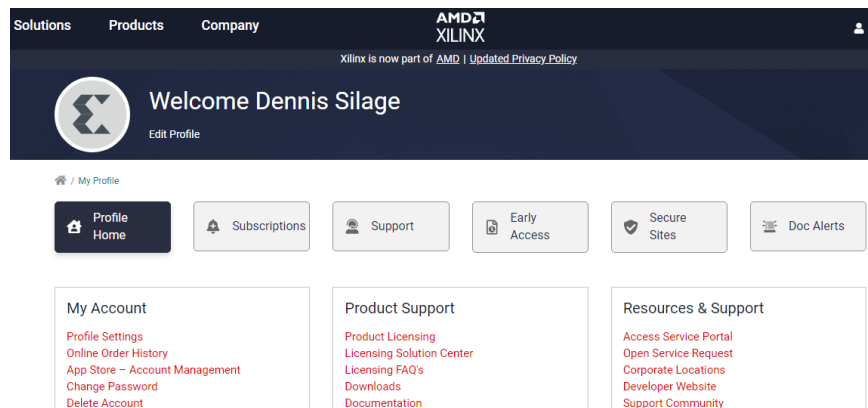 Solutions Products Company AMD XILINX
Xilinx is now part of AMD | Updated Privacy Policy
Welcome Dennis Silage
Edit Profile
/ My Profile
Profile Home
Subscriptions
Support
Early Access
Secure Sites
Doc Alerts
My Account
Profile Settings
Online Order History
App Store – Account Management
Change Password
Delete Account
Product Support
Product Licensing
Licensing Solution Center
Licensing FAQ's
Downloads
Documentation
Resources & Support
Access Service Portal
Open Service Request
Corporate Locations
Developer Website
Support Community